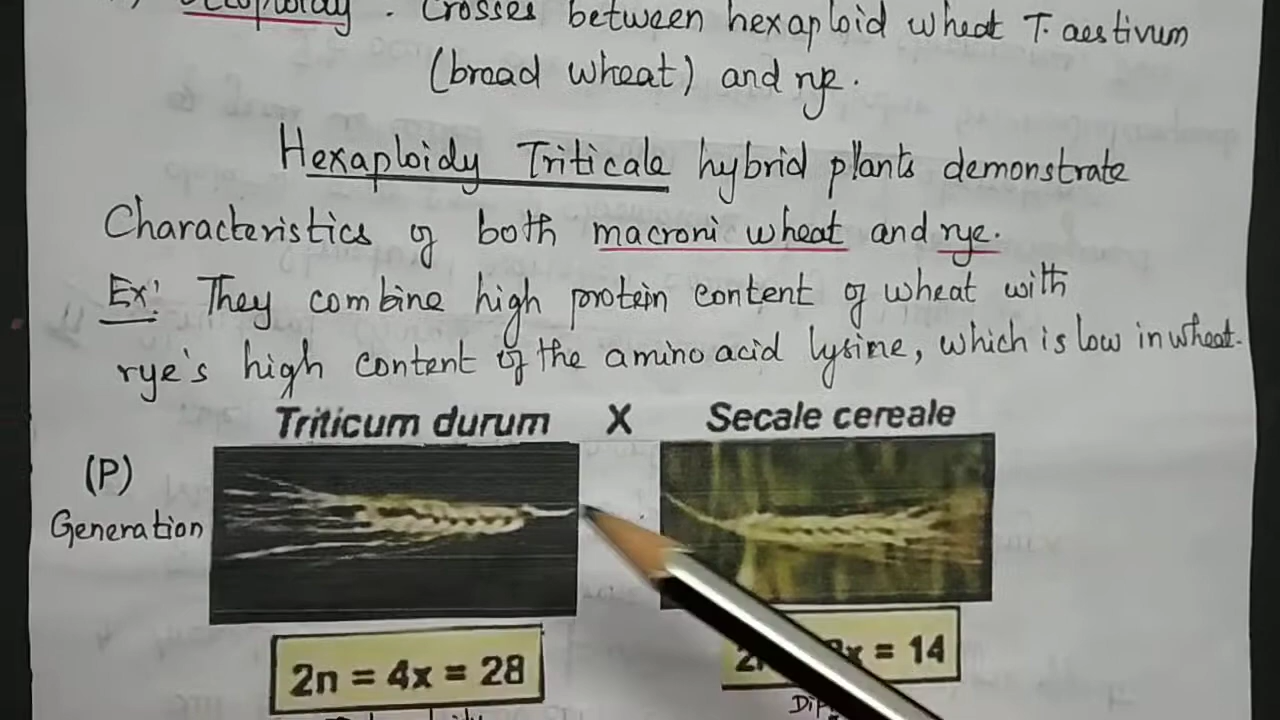 Octaploidy . Crosses between hexaploid wheat T. aestivum
(bread wheat) and rye.
Hexaploidy Triticale hybrid plants demonstrate
Characteristics of both macroni wheat and rye.
Ex: They combine high protein content of wheat with
rye's high content of the amino acid lysine, which is low in wheat.
Triticum durum X Secale cereale
(P)
Generation
2n = 4x = 28
= 14